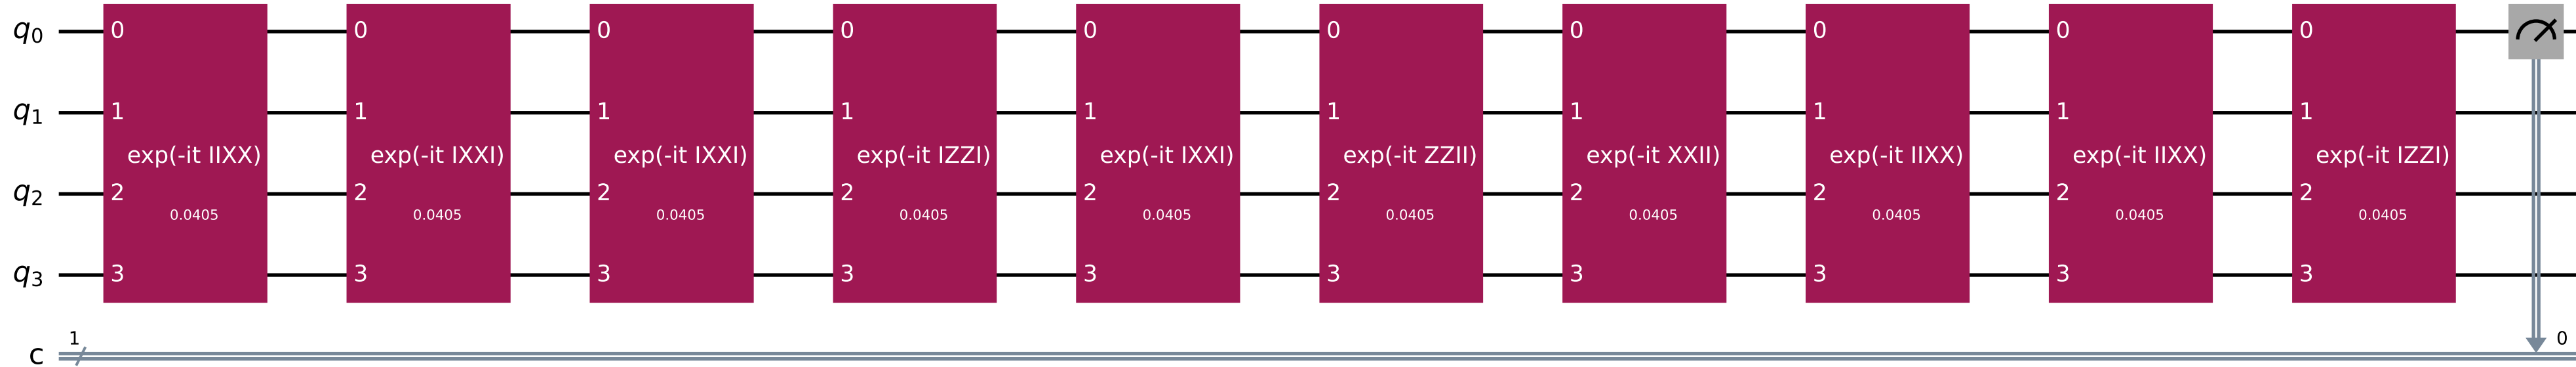 q0 0 0 0 0 0 0 0 0 0 0
q1 1 1 1 1 1 1 1 1 1 1
exp(-it IIXX) exp(-it IXXI) exp(-it IXXI) exp(-it IZZI) exp(-it IXXI) exp(-it ZZII) exp(-it XXII) exp(-it IIXX) exp(-it IIXX) exp(-it IZZI)
q2 2 2 2 2 2 2 2 2 2 2
0.0405 0.0405 0.0405 0.0405 0.0405 0.0405 0.0405 0.0405 0.0405 0.0405
q3 3 3 3 3 3 3 3 3 3 3
1 0
c